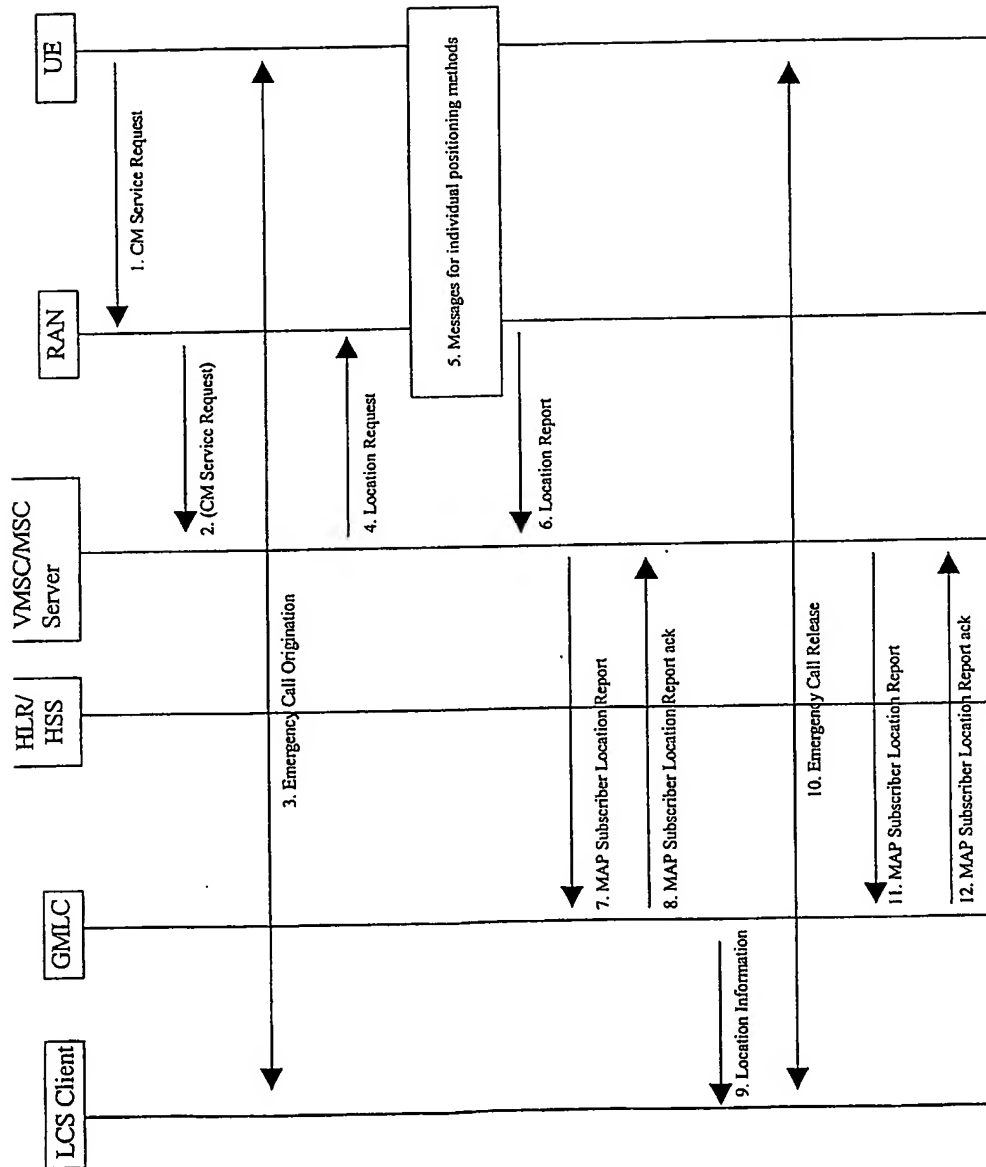 LCS Client
GMLC
HLR/
HSS
VMSC/MSC
Server
RAN
UE
1. CM Service Request
2. (CM Service Request)
3. Emergency Call Origination
4. Location Request
5. Messages for individual positioning methods
6. Location Report
7. MAP Subscriber Location Report
8. MAP Subscriber Location Report ack
9. Location Information
10. Emergency Call Release
11. MAP Subscriber Location Report
12. MAP Subscriber Location Report ack